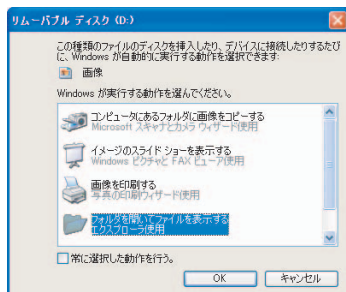 リムーバブル ディスク (D:)
この種類のファイルのディスクを挿入したり、デバイスに接続したりするたび
に、Windows が自動的に実行する動作を選択できます:
画像
Windows が実行する動作を選んでください。
コンピュータにあるフォルダに画像をコピーする
Microsoft スキャナとカメラ ウィザード使用
イメージのスライド ショーを表示する
Windows ピクチャと FAX ビューア使用
画像を印刷する
写真の印刷ウィザード使用
フォルダを開いてファイルを表示する
エクスプローラ使用
常に選択した動作を行う。
OK
キャンセル